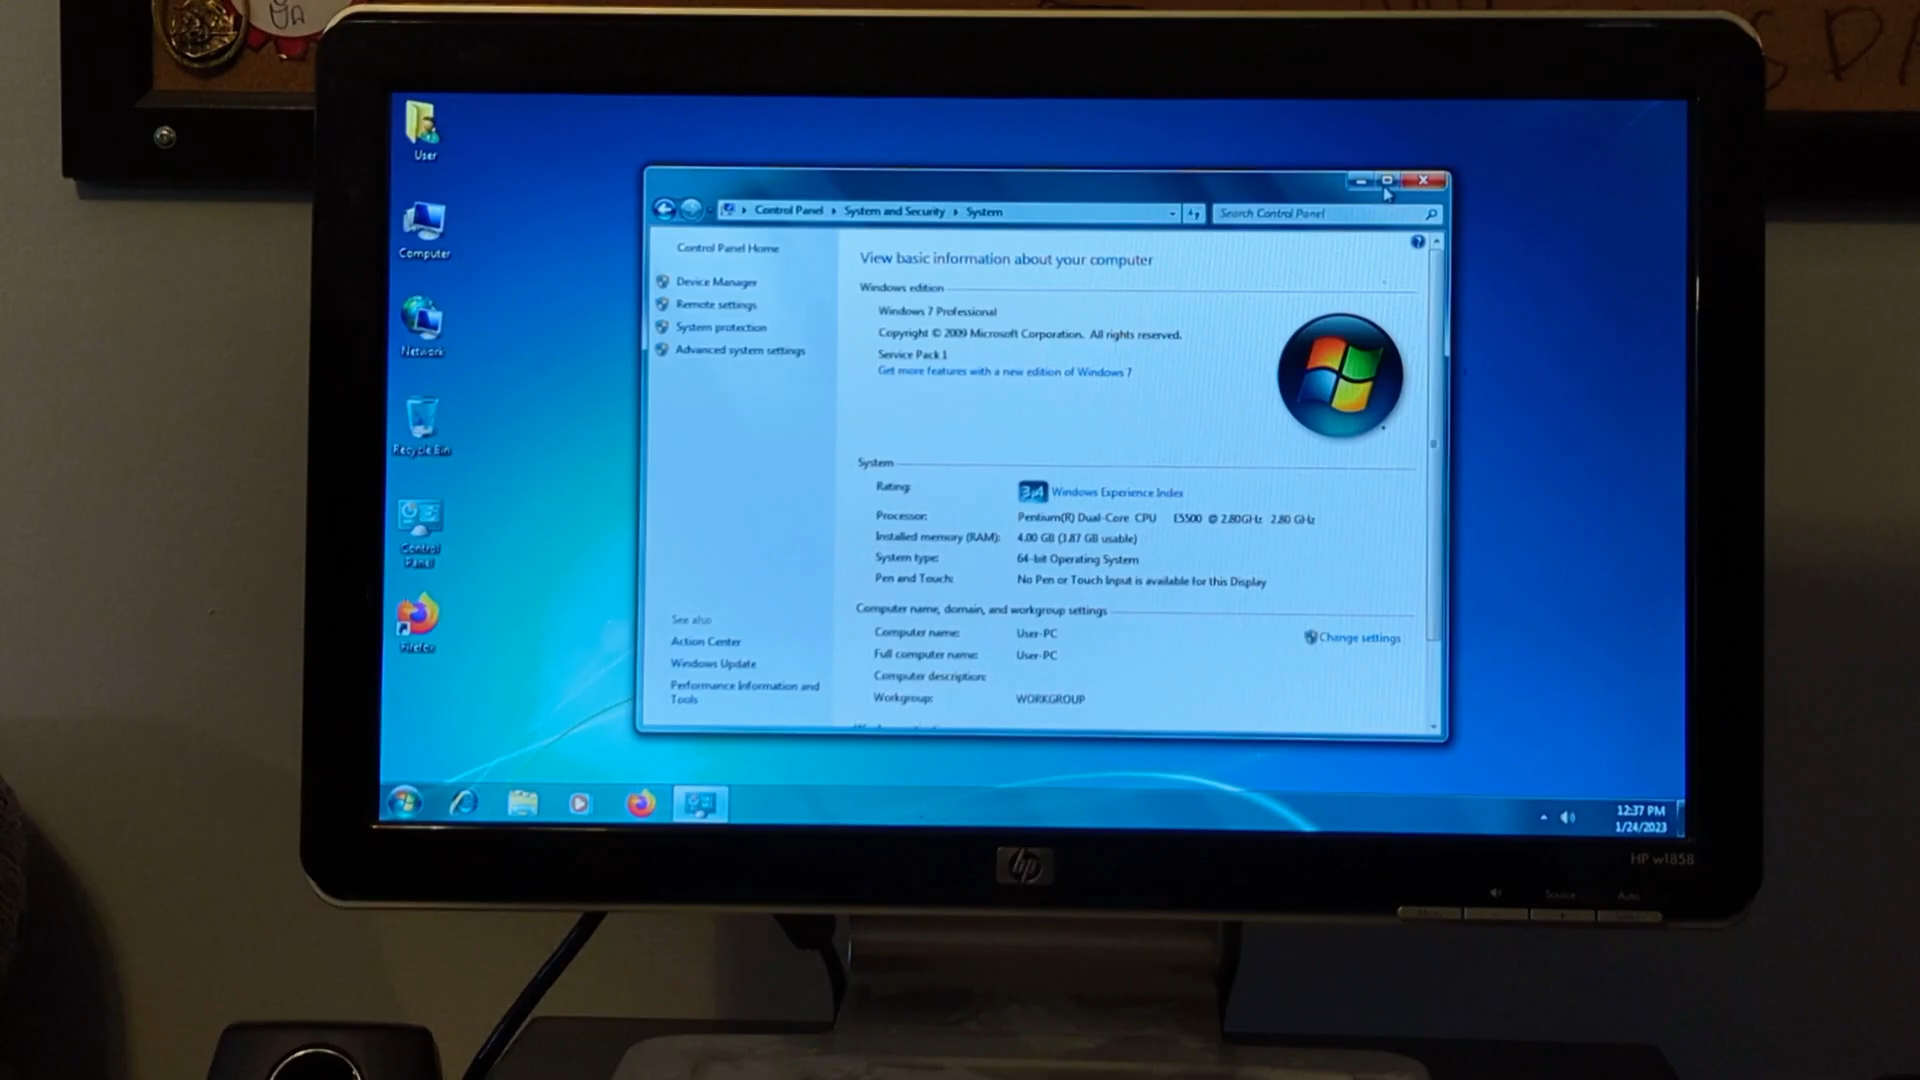 User
Computer
Network
Recycle Bin
Control
Panel
Firefox
Control Panel
System and Security
System
Search Control Panel
Control Panel Home
Device Manager
Remote settings
System protection
Advanced system settings
See also
Action Center
Windows Update
Performance Information and
Tools
View basic information about your computer
Windows edition
Windows 7 Professional
Copyright © 2009 Microsoft Corporation. All rights reserved.
Service Pack 1
Get more features with a new edition of Windows 7
System
Rating: 3,4 Windows Experience Index
Processor: Pentium(R) Dual-Core CPU E5500 @ 2.80GHz 2.80 GHz
Installed memory (RAM): 4.00 GB (3.87 GB usable)
System type: 64-bit Operating System
Pen and Touch: No Pen or Touch Input is available for this Display
Computer name, domain, and workgroup settings
Computer name: User-PC
Change settings
Full computer name: User-PC
Computer description:
Workgroup: WORKGROUP
12:37 PM
1/24/2023
hp
HP w1858
Source
Auto